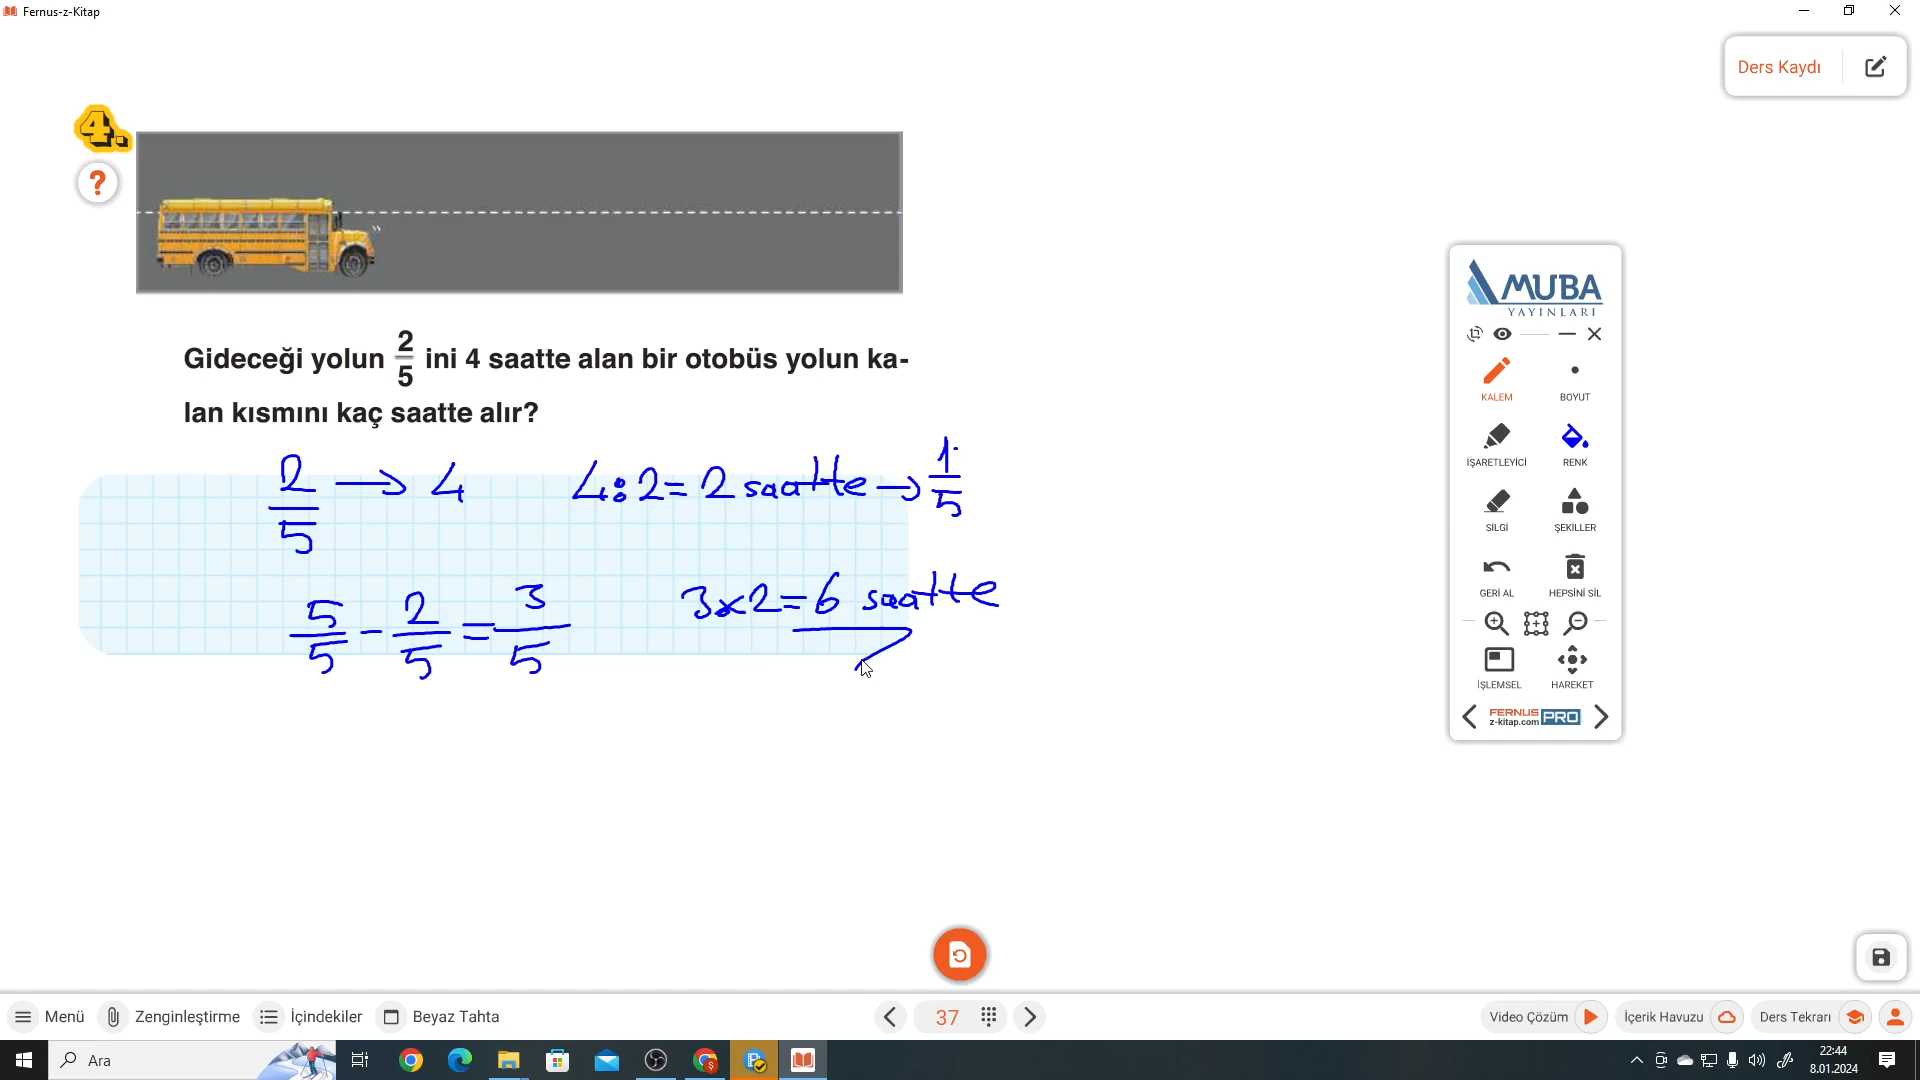 Fernus-z-Kitap
Ders Kaydı
4.
?
Gideceği yolun 2/5 ini 4 saatte alan bir otobüs yolun ka-
lan kısmını kaç saatte alır?
2/5 → 4
4:2=2 saatte → 1/5
5/5 - 2/5 = 3/5
3x2=6 saatte
MUBA
YAYINLARI
KALEM
BOYUT
İŞARETLEYİCİ
RENK
SİLGİ
ŞEKİLLER
GERİ AL
HEPSİNİ SİL
İŞLEMSEL
HAREKET
FERNUS
z-kitap.com PRO
Menü
Zenginleştirme
İçindekiler
Beyaz Tahta
37
Video Çözüm
İçerik Havuzu
Ders Tekrarı
Ara
22:44
8.01.2024